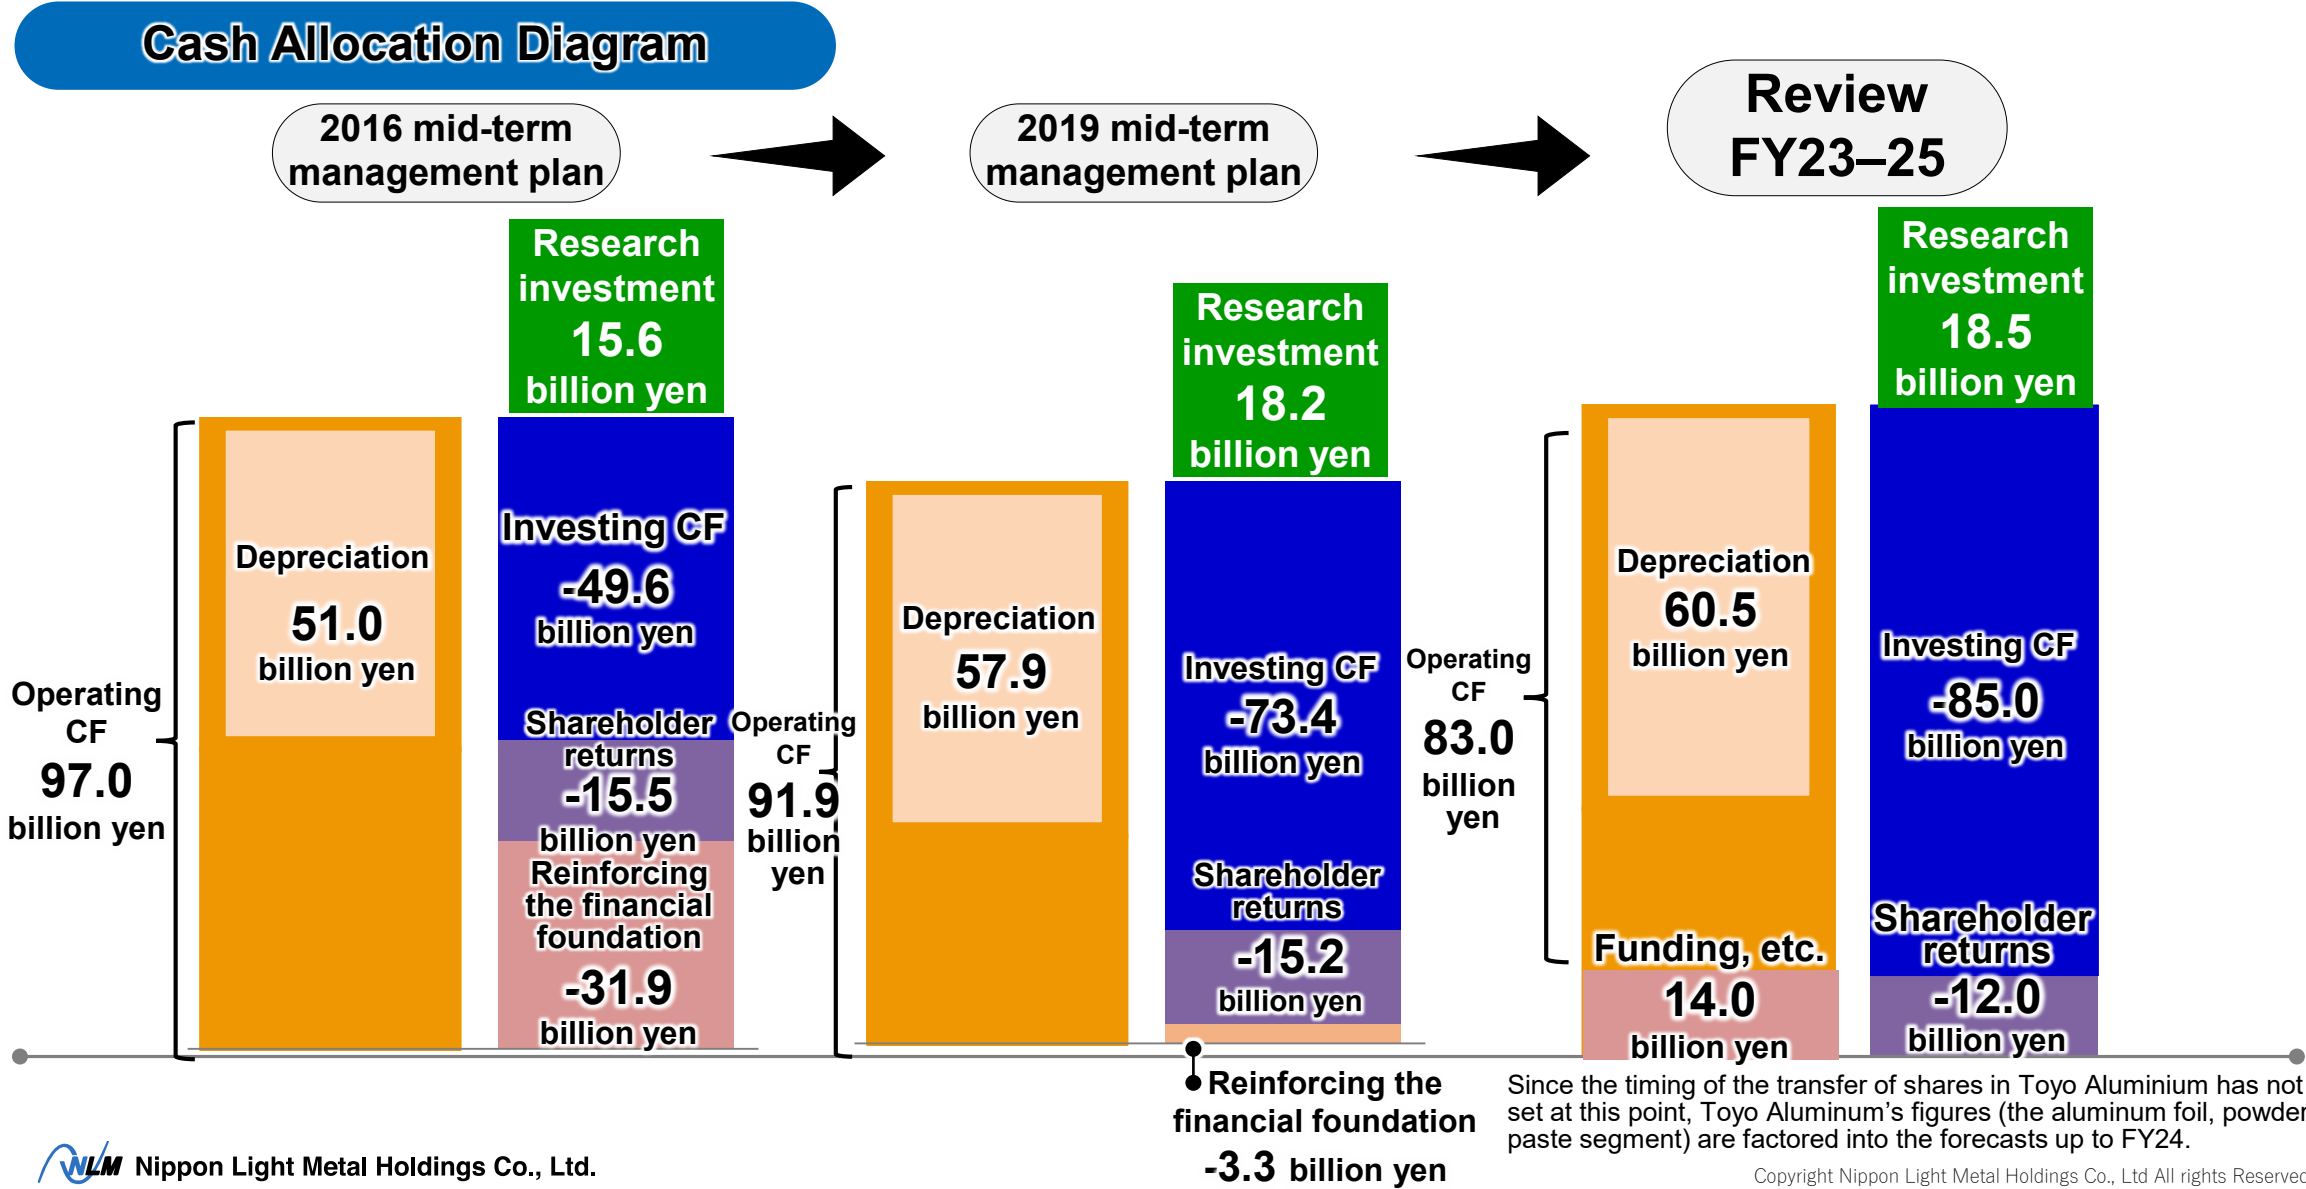 Cash Allocation Diagram
2016 mid-term
management plan
2019 mid-term
management plan
Review
FY23–25
Research
investment
15.6
billion yen
Operating
CF
97.0
billion yen
Depreciation
51.0
billion yen
Investing CF
-49.6
billion yen
Shareholder
returns
-15.5
billion yen
Reinforcing
the financial
foundation
-31.9
billion yen
Research
investment
18.2
billion yen
Operating
CF
91.9
billion
yen
Depreciation
57.9
billion yen
Investing CF
-73.4
billion yen
Shareholder
returns
-15.2
billion yen
Reinforcing the
financial foundation
-3.3 billion yen
Research
investment
18.5
billion yen
Operating
CF
83.0
billion
yen
Depreciation
60.5
billion yen
Funding, etc.
14.0
billion yen
Investing CF
-85.0
billion yen
Shareholder
returns
-12.0
billion yen
Since the timing of the transfer of shares in Toyo Aluminium has not
set at this point, Toyo Aluminum’s figures (the aluminum foil, powder
paste segment) are factored into the forecasts up to FY24.
NLM Nippon Light Metal Holdings Co., Ltd.
Copyright Nippon Light Metal Holdings Co., Ltd All rights Reserved